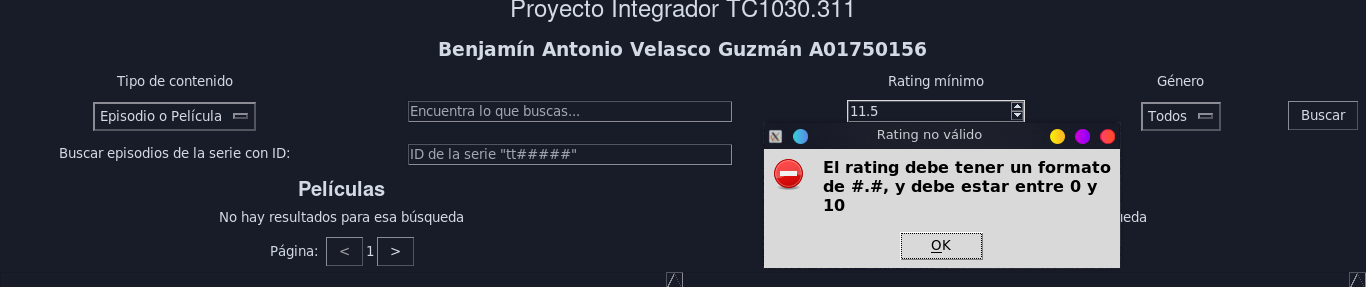 Proyecto Integrador TC1030.311
Benjamín Antonio Velasco Guzmán A01750156
Tipo de contenido
Rating mínimo
Género
Episodio o Película
Encuentra lo que buscas...
11.5
Todos
Buscar
Buscar episodios de la serie con ID:
ID de la serie "tt#####"
Rating no válido
El rating debe tener un formato
de #.#, y debe estar entre 0 y
10
OK
Películas
No hay resultados para esa búsqueda
ueda
Página:
<
1
>